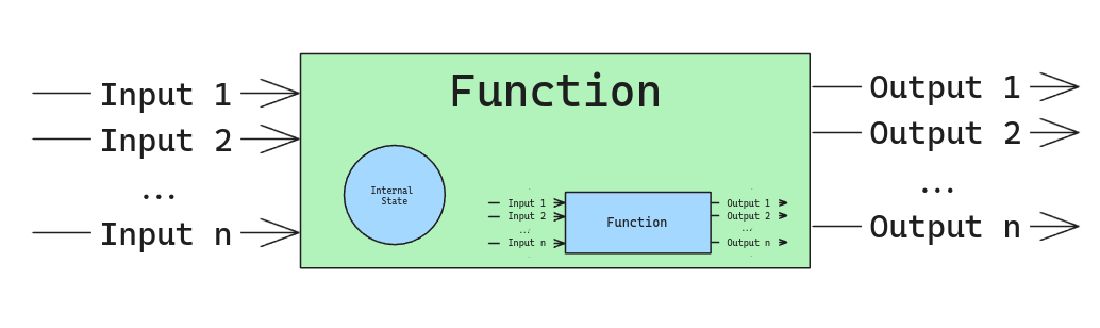 Function
Input 1
Input 2
...
Input n
Output 1
Output 2
...
Output n
Internal
State
Input 1
Input 2
...
Input n
Function
Output 1
Output 2
...
Output n